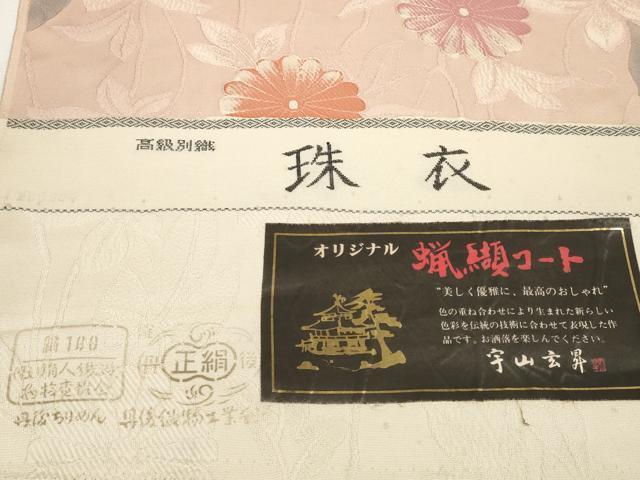 高級別織
珠衣
オリジナル
蝋纈コート
"美しく優雅に、最高のおしゃれ"
色の重ね合わせにより生まれた新らしい
色彩を伝統の技術に合わせて表現した作
品です。お洒落を楽しんでください。
宇山玄昇
絹100
丹 正絹 後
丹後ちりめん
丹後織物工業